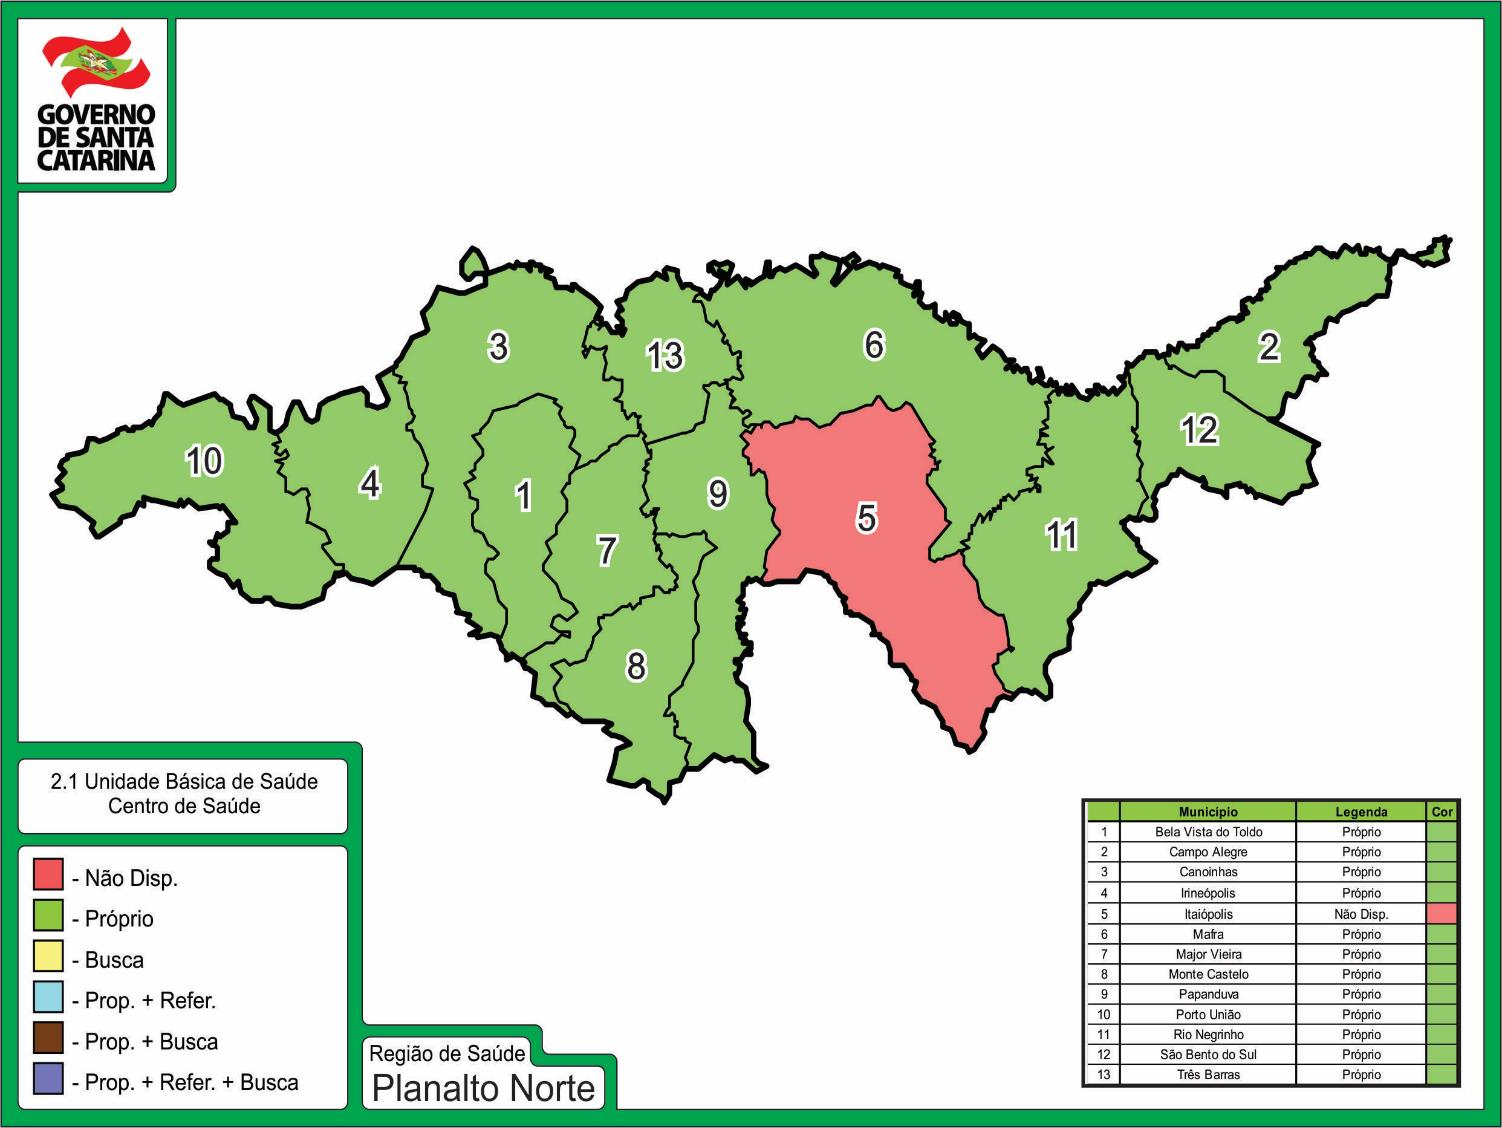 GOVERNO
DE SANTA
CATARINA
3
13
6
2
10
4
1
7
9
5
11
12
8
2.1 Unidade Básica de Saúde
Centro de Saúde
- Não Disp.
- Próprio
- Busca
- Prop. + Refer.
- Prop. + Busca
- Prop. + Refer. + Busca
Região de Saúde
Planalto Norte
Município Legenda Cor
1 Bela Vista do Toldo Próprio
2 Campo Alegre Próprio
3 Canoinhas Próprio
4 Irineópolis Próprio
5 Itaiópolis Não Disp.
6 Mafra Próprio
7 Major Vieira Próprio
8 Monte Castelo Próprio
9 Papanduva Próprio
10 Porto União Próprio
11 Rio Negrinho Próprio
12 São Bento do Sul Próprio
13 Três Barras Próprio